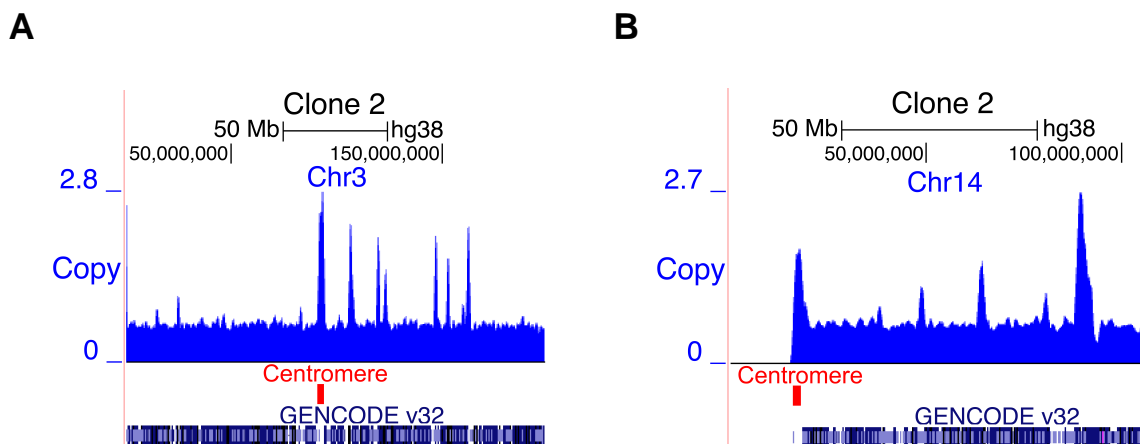 A
Clone 2
50 Mb hg38
50,000,000| 150,000,000|
2.8 Chr3
Copy
0
Centromere
GENCODE v32
B
Clone 2
50 Mb hg38
50,000,000| 100,000,000|
2.7 Chr14
Copy
0
Centromere
GENCODE v32